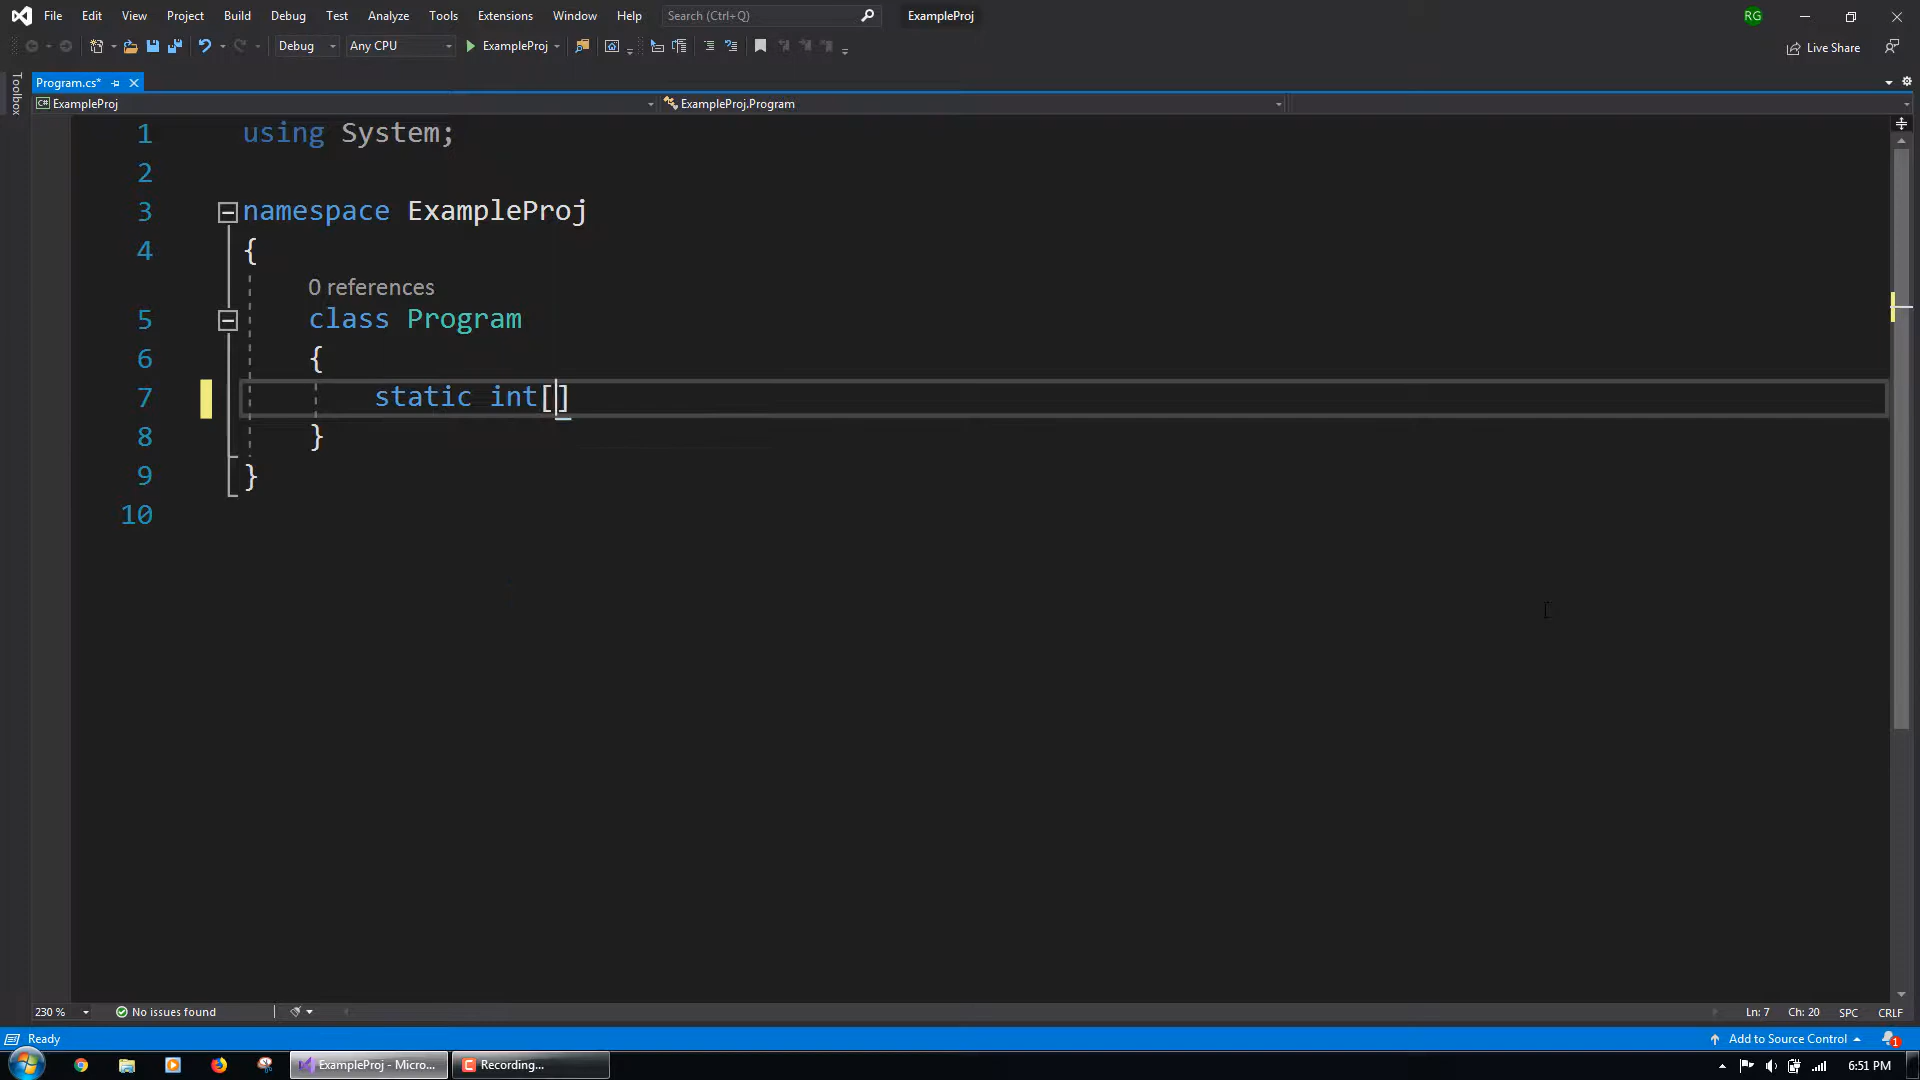 File Edit View Project Build Debug Test Analyze Tools Extensions Window Help Search (Ctrl+Q) ExampleProj RG
Debug Any CPU ExampleProj Live Share
Toolbox
Program.cs*
ExampleProj ExampleProj.Program
1 using System;
2
3 namespace ExampleProj
4 {
0 references
5 class Program
6 {
7 static int[]
8 }
9 }
10
230 % No issues found Ln: 7 Ch: 20 SPC CRLF
Ready Add to Source Control 1
ExampleProj - Micro... Recording... 6:51 PM